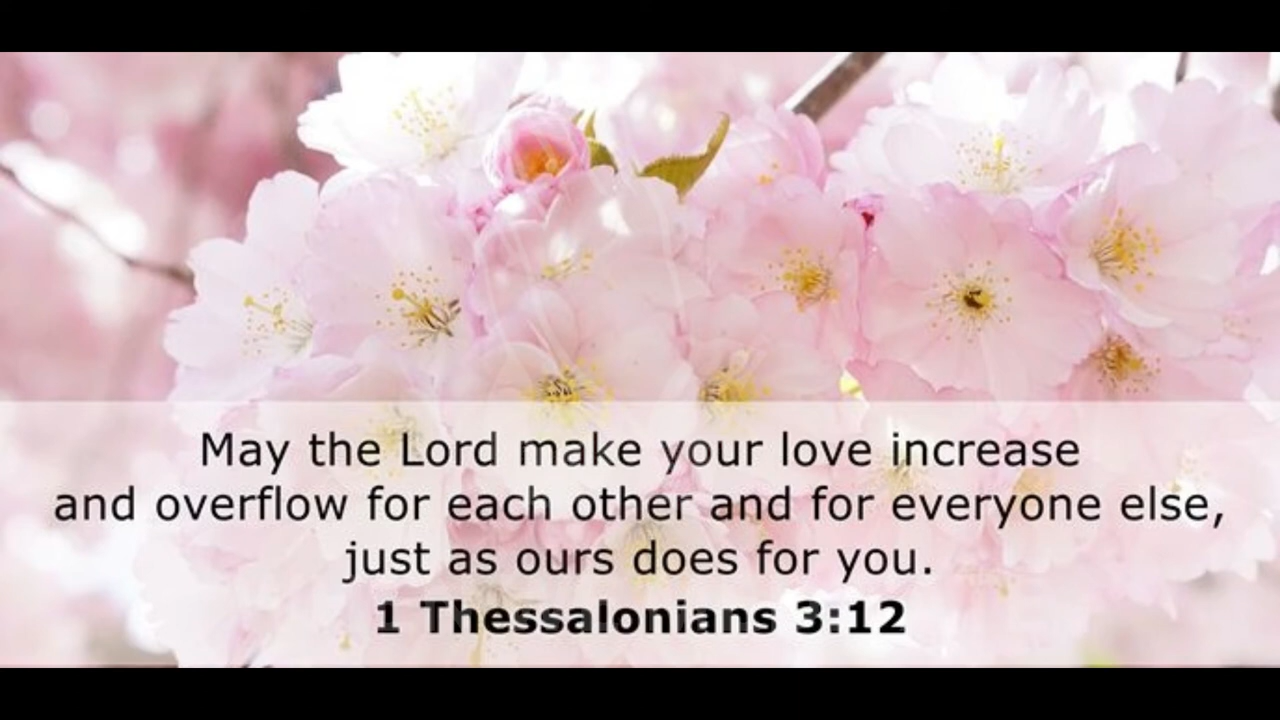 May the Lord make your love increase
and overflow for each other and for everyone else,
just as ours does for you.
1 Thessalonians 3:12